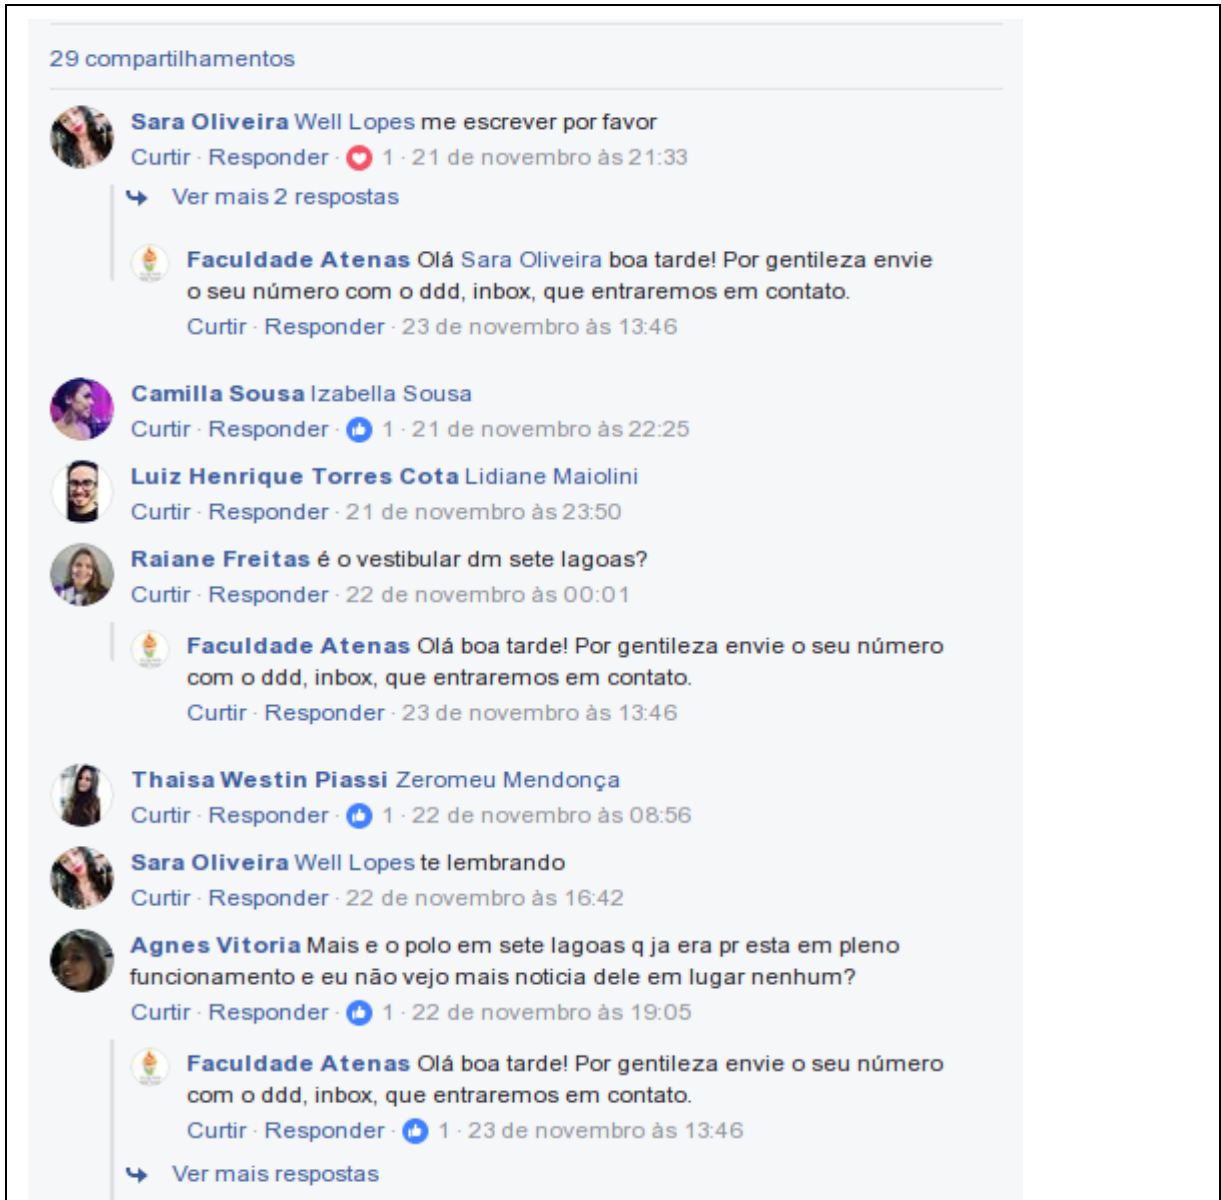 29 compartilhamentos
Sara Oliveira Well Lopes me escrever por favor
Curtir · Responder · 1 · 21 de novembro às 21:33
Ver mais 2 respostas
Faculdade Atenas Olá Sara Oliveira boa tarde! Por gentileza envie
o seu número com o ddd, inbox, que entraremos em contato.
Curtir · Responder · 23 de novembro às 13:46
Camilla Sousa Izabella Sousa
Curtir · Responder · 1 · 21 de novembro às 22:25
Luiz Henrique Torres Cota Lidiane Maiolini
Curtir · Responder · 21 de novembro às 23:50
Raiane Freitas é o vestibular dm sete lagoas?
Curtir · Responder · 22 de novembro às 00:01
Faculdade Atenas Olá boa tarde! Por gentileza envie o seu número
com o ddd, inbox, que entraremos em contato.
Curtir · Responder · 23 de novembro às 13:46
Thaisa Westin Piassi Zeromeu Mendonça
Curtir · Responder · 1 · 22 de novembro às 08:56
Sara Oliveira Well Lopes te lembrando
Curtir · Responder · 22 de novembro às 16:42
Agnes Vitoria Mais e o polo em sete lagoas q ja era pr esta em pleno
funcionamento e eu não vejo mais noticia dele em lugar nenhum?
Curtir · Responder · 1 · 22 de novembro às 19:05
Faculdade Atenas Olá boa tarde! Por gentileza envie o seu número
com o ddd, inbox, que entraremos em contato.
Curtir · Responder · 1 · 23 de novembro às 13:46
Ver mais respostas